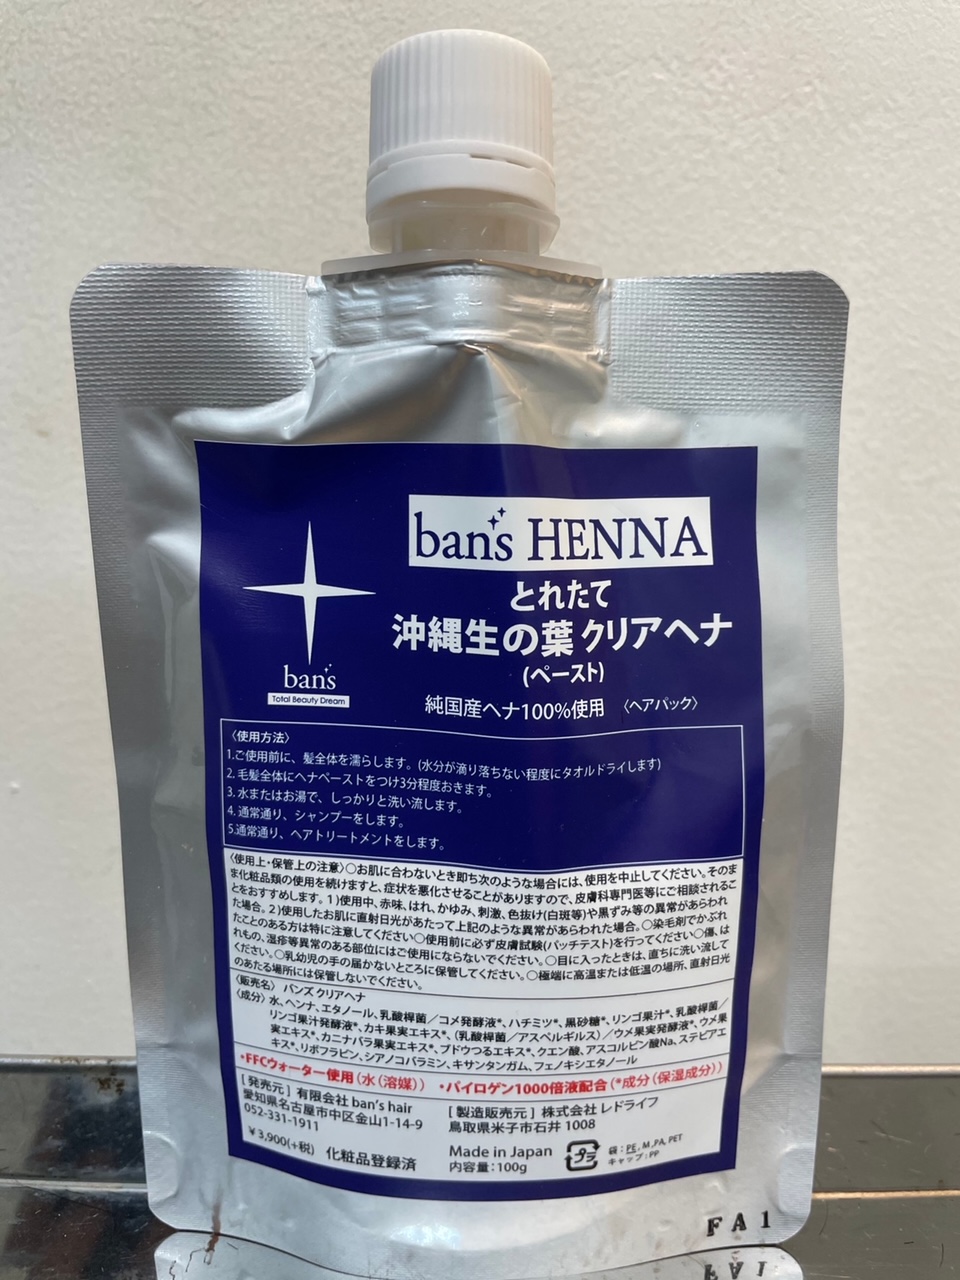 ban's HENNA
とれたて
沖縄生の葉クリアヘナ
(ペースト)
純国産ヘナ100%使用 〈ヘアパック〉
ban's
Total Beauty Dream
〈使用方法〉
1.ご使用前に、髪全体を濡らします。(水分が滴り落ちない程度にタオルドライします)
2. 毛髪全体にヘナペーストをつけ3分程度おきます。
3. 水またはお湯で、しっかりと洗い流します。
4. 通常通り、シャンプーをします。
5.通常通り、ヘアトリートメントをします。
〈使用上・保管上の注意〉○お肌に合わないとき即ち次のような場合には、使用を中止してください。そのま
ま化粧品類の使用を続けますと、症状を悪化させることがありますので、皮膚科専門医等にご相談されるこ
とをおすすめします。1)使用中、赤味、はれ、かゆみ、刺激、色抜け(白斑等)や黒ずみ等の異常があらわれ
た場合。2)使用したお肌に直射日光があたって上記のような異常があらわれた場合。○染毛剤でかぶれ
たことのある方は特に注意してください○使用前に必ず皮膚試験(パッチテスト)を行ってください○傷、は
れもの、湿疹等異常のある部位にはご使用にならないでください。○目に入ったときは、直ちに洗い流して
ください。○乳幼児の手の届かないところに保管してください。○極端に高温または低温の場所、直射日光
のあたる場所には保管しないでください。
〈販売名〉 バンズ クリアヘナ
〈成分〉水、ヘンナ、エタノール、乳酸桿菌／コメ発酵液*、ハチミツ*、黒砂糖*、リンゴ果汁*、乳酸桿菌／
リンゴ果汁発酵液*、カキ果実エキス*、(乳酸桿菌／アスペルギルス)／ウメ果実発酵液*、ウメ果
実エキス*、カニナバラ果実エキス*、ブドウつるエキス*、クエン酸、アスコルビン酸Na、ステビアエ
キス*、リボフラビン、シアノコバラミン、キサンタンガム、フェノキシエタノール
・FFCウォーター使用(水(溶媒)) ・パイロゲン1000倍液配合(*成分(保湿成分))
[発売元] 有限会社 ban's hair
愛知県名古屋市中区金山1-14-9
052-331-1911
¥3,900(+税) 化粧品登録済
[製造販売元] 株式会社 レドライフ
鳥取県米子市石井 1008
Made in Japan
内容量:100g
プラ
袋:PE, M ,PA, PET
キャップ:PP
FA1